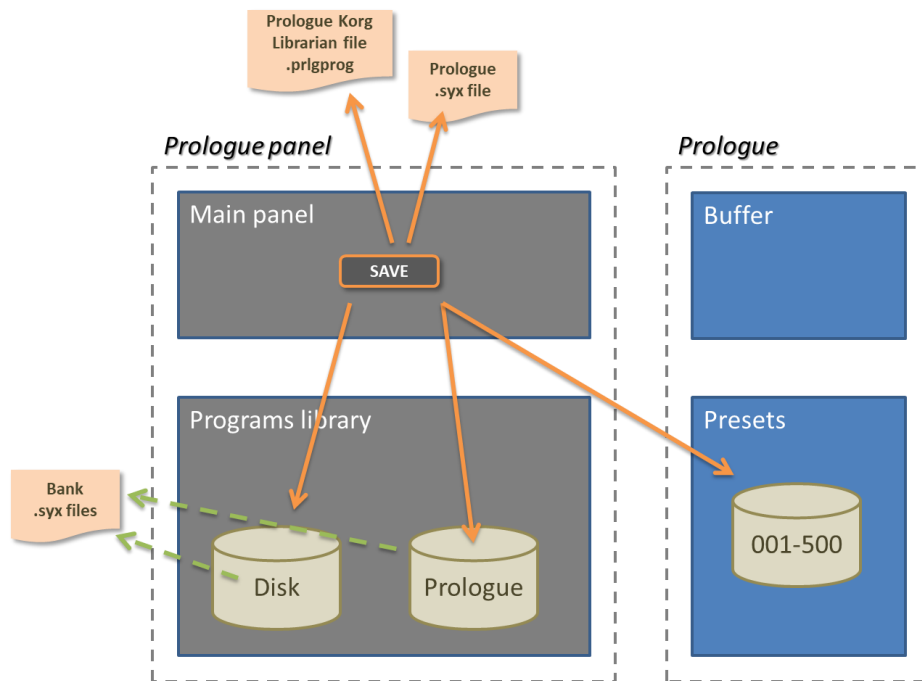 Prologue Korg
Librarian file
.prlgprog
Prologue
.syx file
Prologue panel
Prologue
Main panel
Buffer
SAVE
Programs library
Presets
Bank
.syx files
Disk
Prologue
001-500